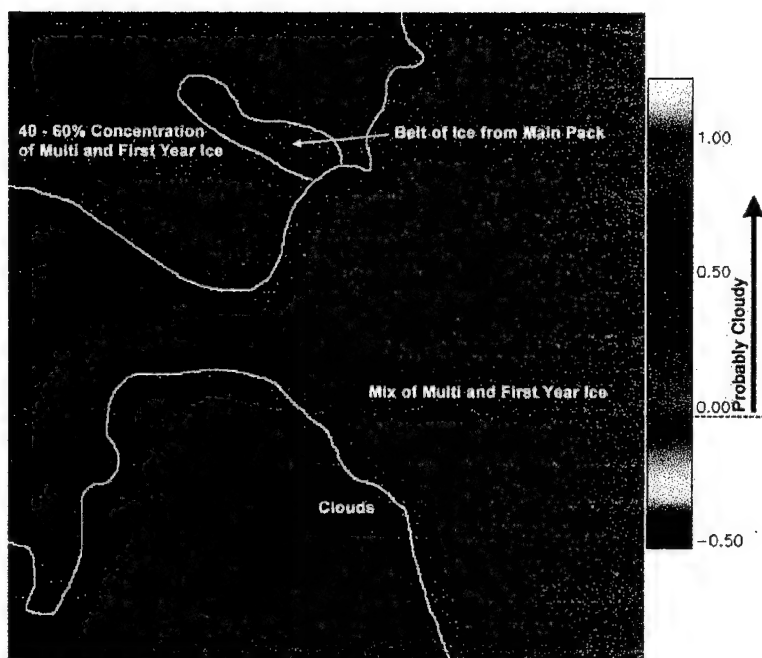 40 - 60% Concentration
of Multi and First Year Ice
Belt of Ice from Main Pack
Mix of Multi and First Year Ice
Clouds
1.00
0.50
0.00
-0.50
Probably Cloudy